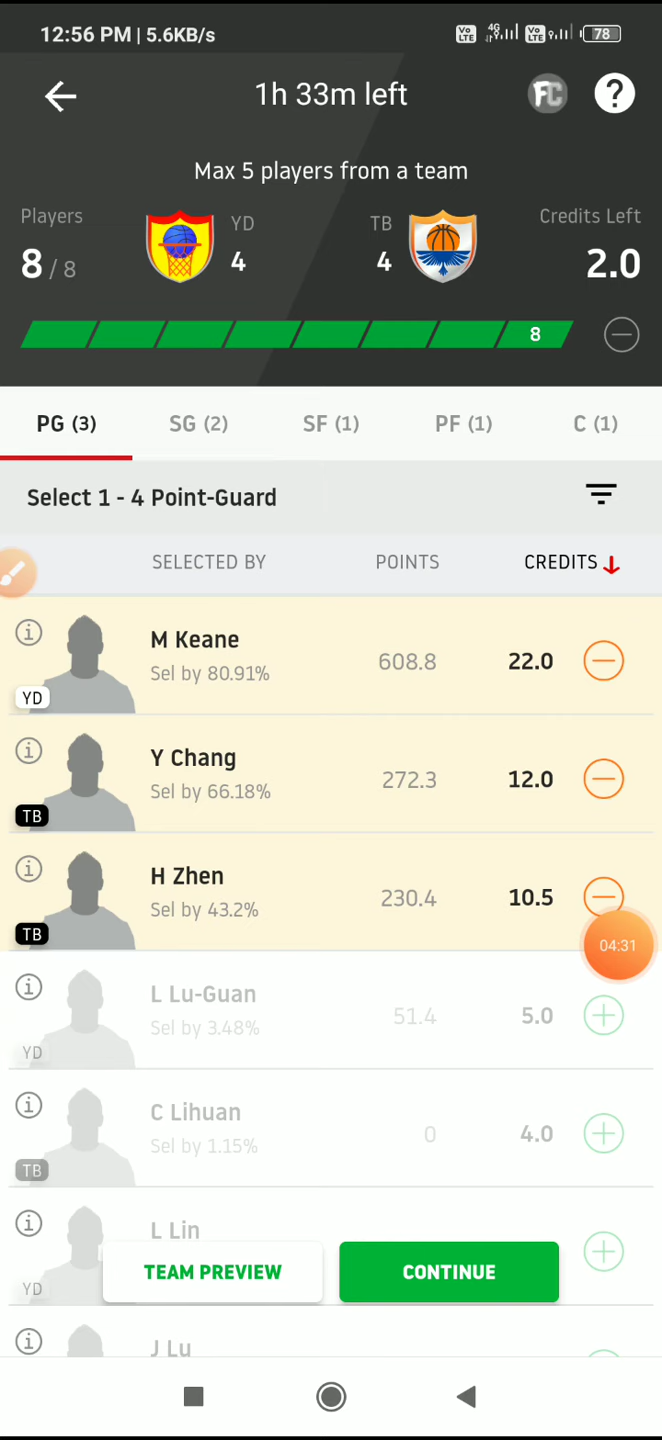 12:56 PM | 5.6KB/s
Vo LTE 4G Vo LTE 78
1h 33m left
FC ?
Max 5 players from a team
Players YD TB Credits Left
8 / 8 4 4 2.0
8
PG (3) SG (2) SF (1) PF (1) C (1)
Select 1 - 4 Point-Guard
SELECTED BY POINTS CREDITS
M Keane
Sel by 80.91% 608.8 22.0
YD
Y Chang
Sel by 66.18% 272.3 12.0
TB
H Zhen
Sel by 43.2% 230.4 10.5
TB
04:31
L Lu-Guan
Sel by 3.48% 51.4 5.0
YD
C Lihuan
Sel by 1.15% 0 4.0
TB
L Lin
YD
TEAM PREVIEW CONTINUE
J Lu